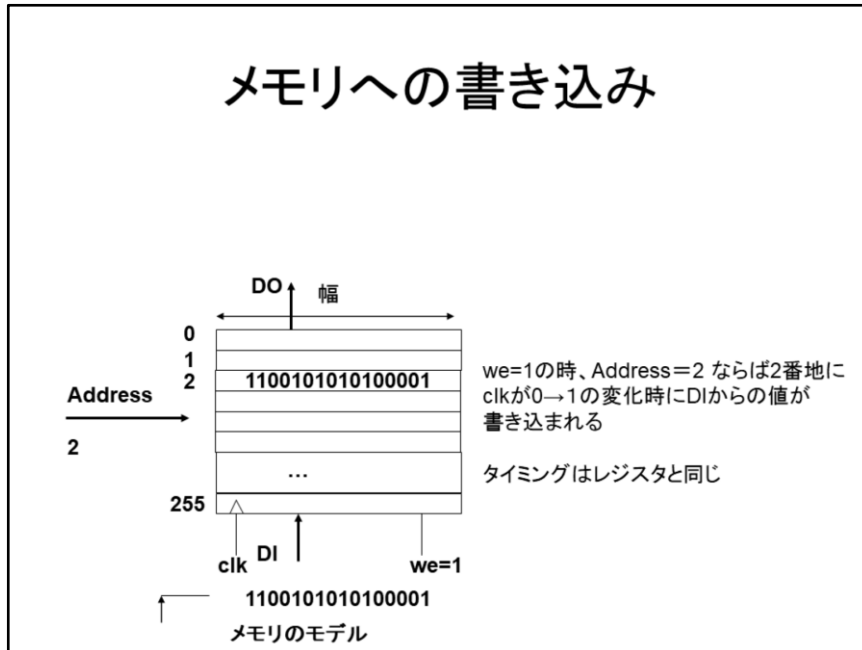 メモリへの書き込み
DO
幅
0
1
2
1100101010100001
Address
2
...
255
clk
DI
we=1
1100101010100001
メモリのモデル
we=1の時、Address=2 ならば2番地に
clkが0→1の変化時にDIからの値が
書き込まれる
タイミングはレジスタと同じ